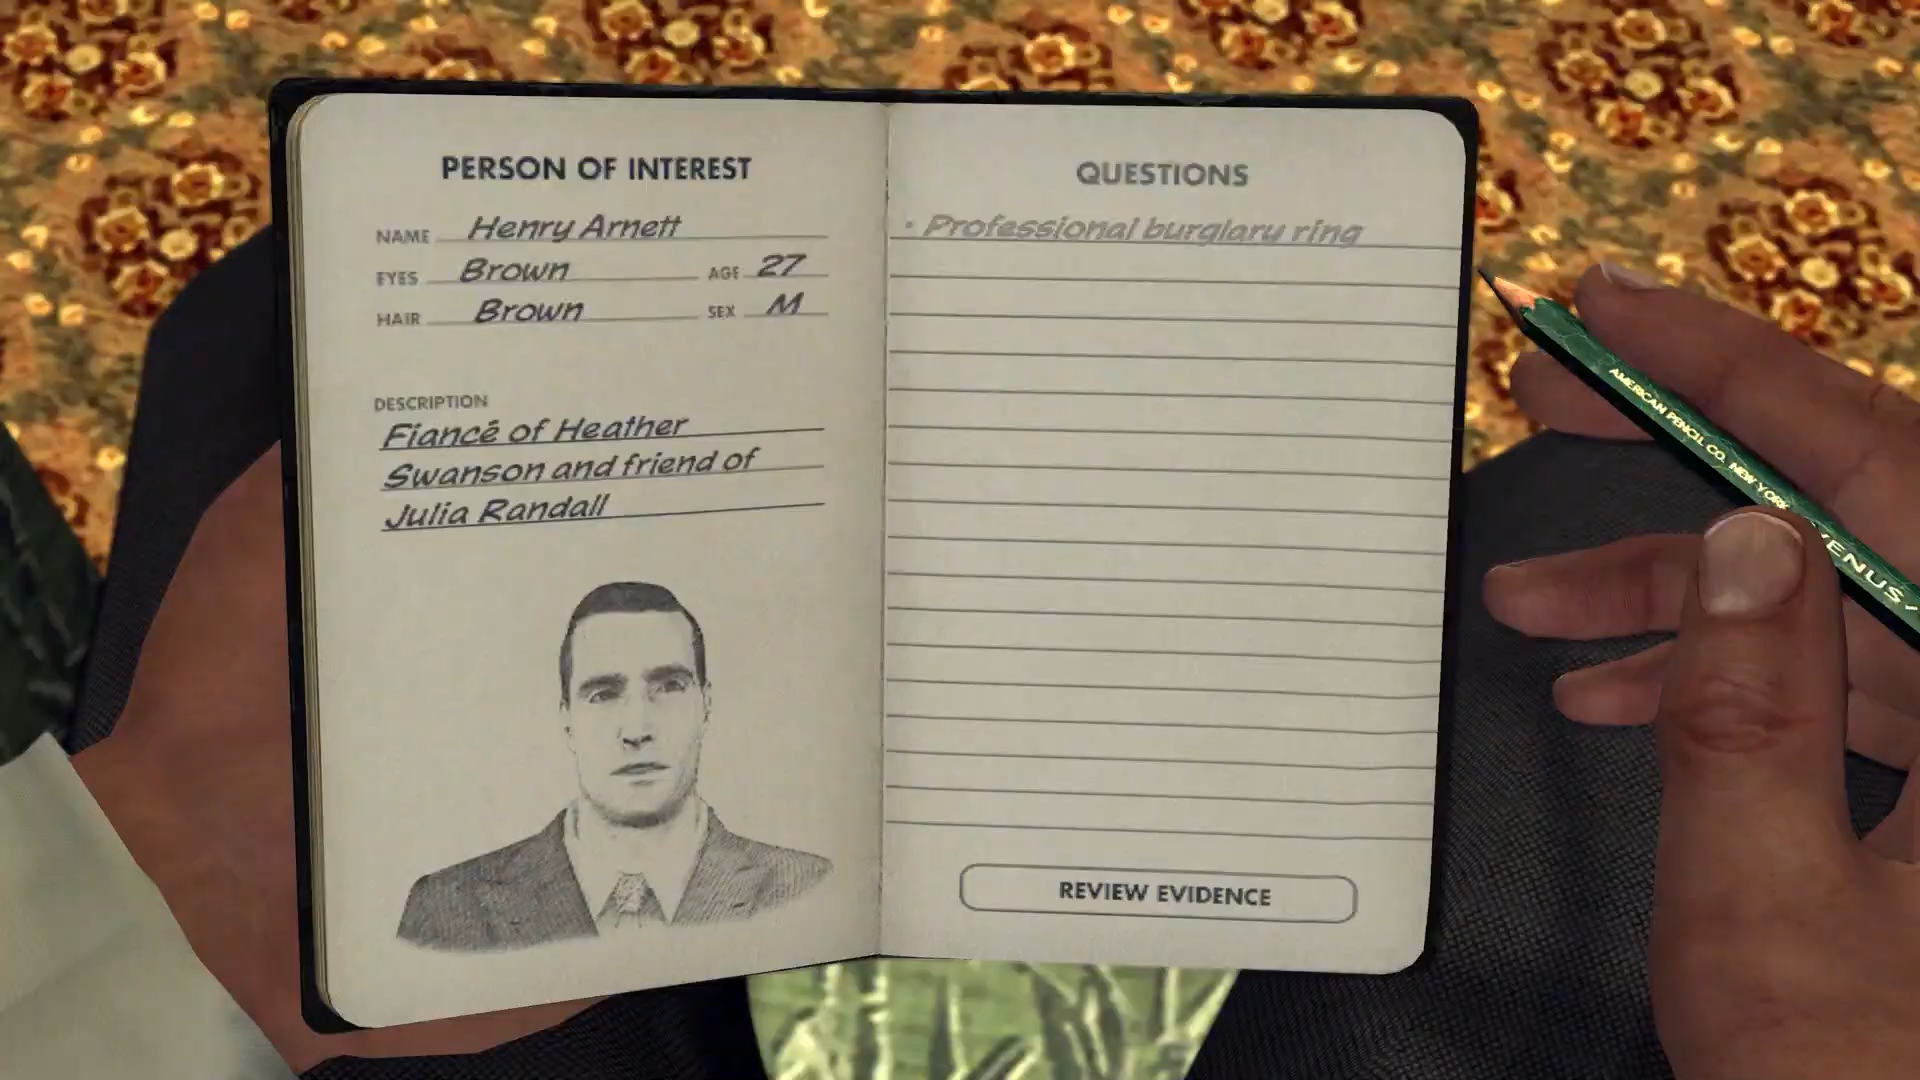 PERSON OF INTEREST
NAME Henry Arnett
EYES Brown AGE 27
HAIR Brown SEX M
DESCRIPTION
Fiancé of Heather
Swanson and friend of
Julia Randall
QUESTIONS
• Professional burglary ring
REVIEW EVIDENCE
AMERICAN PENCIL CO. NEW YORK
VENUS